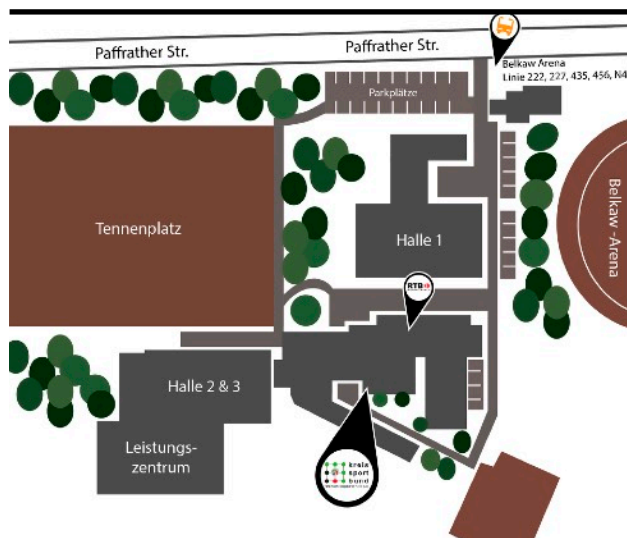 Paffrather Str.
Paffrather Str.
Belkaw Arena
Linie 222, 227, 435, 456, N4
Parkplätze
Tennenplatz
Halle 1
Belkaw -Arena
RTB
Halle 2 & 3
Leistungs-
zentrum
kreis
sport
bund